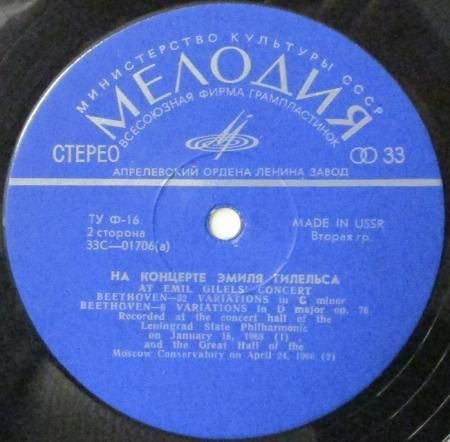 МИНИСТЕРСТВО КУЛЬТУРЫ СССР
МЕЛОДИЯ
ВСЕСОЮЗНАЯ ФИРМА ГРАМПЛАСТИНОК
СТЕРЕО
33
АПРЕЛЕВСКИЙ ОРДЕНА ЛЕНИНА ЗАВОД
ТУ Ф-16
2 сторона
33С—01706(а)
MADE IN USSR
Вторая гр.
НА КОНЦЕРТЕ ЭМИЛЯ ГИЛЕЛЬСА
AT EMIL GILELS' CONCERT
BEETHOVEN—32 VARIATIONS in G minor
BEETHOVEN—6 VARIATIONS in D major op. 76
Recorded at the concert hall of the
Leningrad State Philharmonic
on January 18, 1968 (1)
and the Great Hall of the
Moscow Conservatory on April 24, 1968 (2)